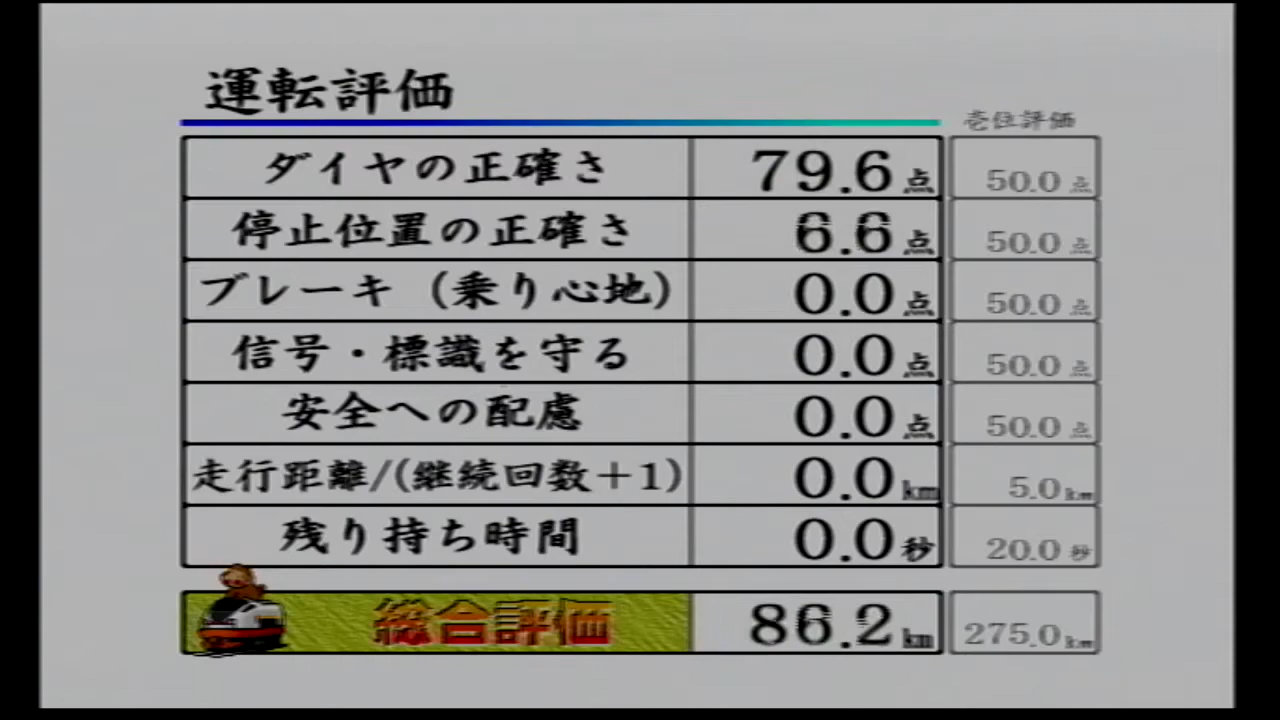 運転評価
壱位評価
ダイヤの正確さ 79.6点 50.0点
停止位置の正確さ 6.6点 50.0点
ブレーキ（乗り心地） 0.0点 50.0点
信号・標識を守る 0.0点 50.0点
安全への配慮 0.0点 50.0点
走行距離/(継続回数＋1) 0.0km 5.0km
残り持ち時間 0.0秒 20.0秒
総合評価 86.2km 275.0km